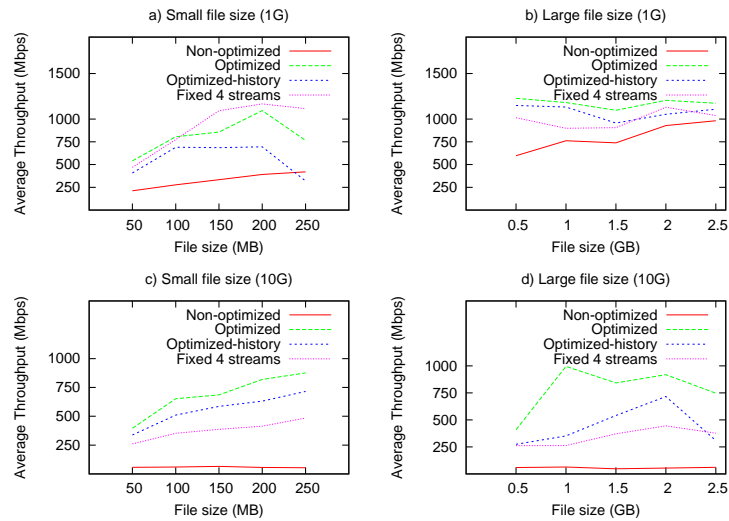 a) Small file size (1G)
Average Throughput (Mbps)
1500
1000
750
500
250
Non-optimized
Optimized
Optimized-history
Fixed 4 streams
50 100 150 200 250
File size (MB)
b) Large file size (1G)
Average Throughput (Mbps)
1500
1000
750
500
250
Non-optimized
Optimized
Optimized-history
Fixed 4 streams
0.5 1 1.5 2 2.5
File size (GB)
c) Small file size (10G)
Average Throughput (Mbps)
1000
750
500
250
Non-optimized
Optimized
Optimized-history
Fixed 4 streams
50 100 150 200 250
File size (MB)
d) Large file size (10G)
Average Throughput (Mbps)
1000
750
500
250
Non-optimized
Optimized
Optimized-history
Fixed 4 streams
0.5 1 1.5 2 2.5
File size (GB)